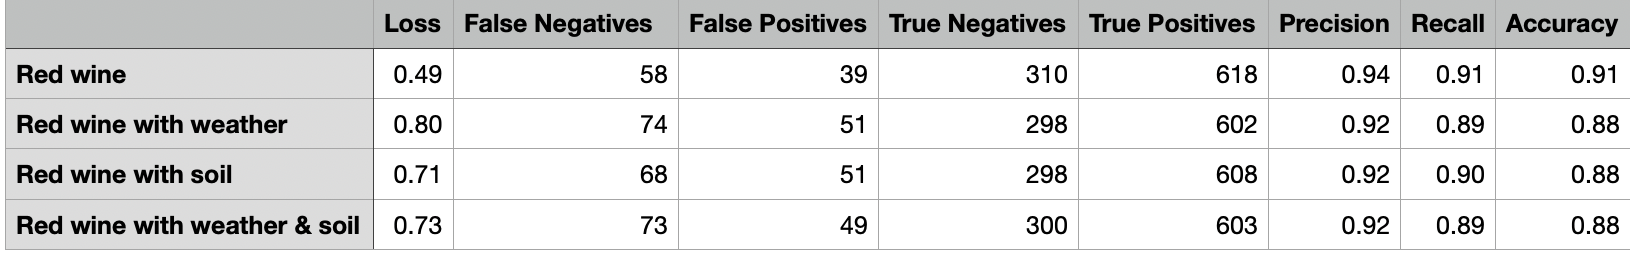 Loss False Negatives False Positives True Negatives True Positives Precision Recall Accuracy
Red wine 0.49 58 39 310 618 0.94 0.91 0.91
Red wine with weather 0.80 74 51 298 602 0.92 0.89 0.88
Red wine with soil 0.71 68 51 298 608 0.92 0.90 0.88
Red wine with weather & soil 0.73 73 49 300 603 0.92 0.89 0.88